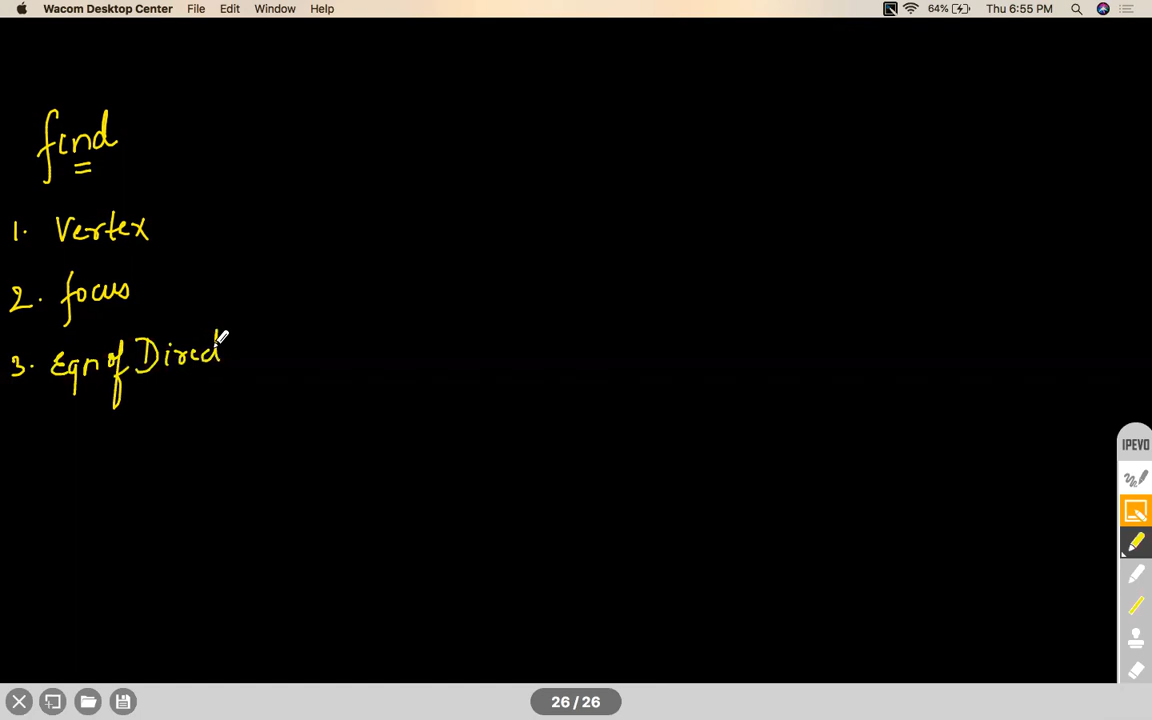 Wacom Desktop Center File Edit Window Help 64% Thu 6:55 PM
find
1. Vertex
2. focus
3. Eqn of Direct
IPEVO
26 / 26